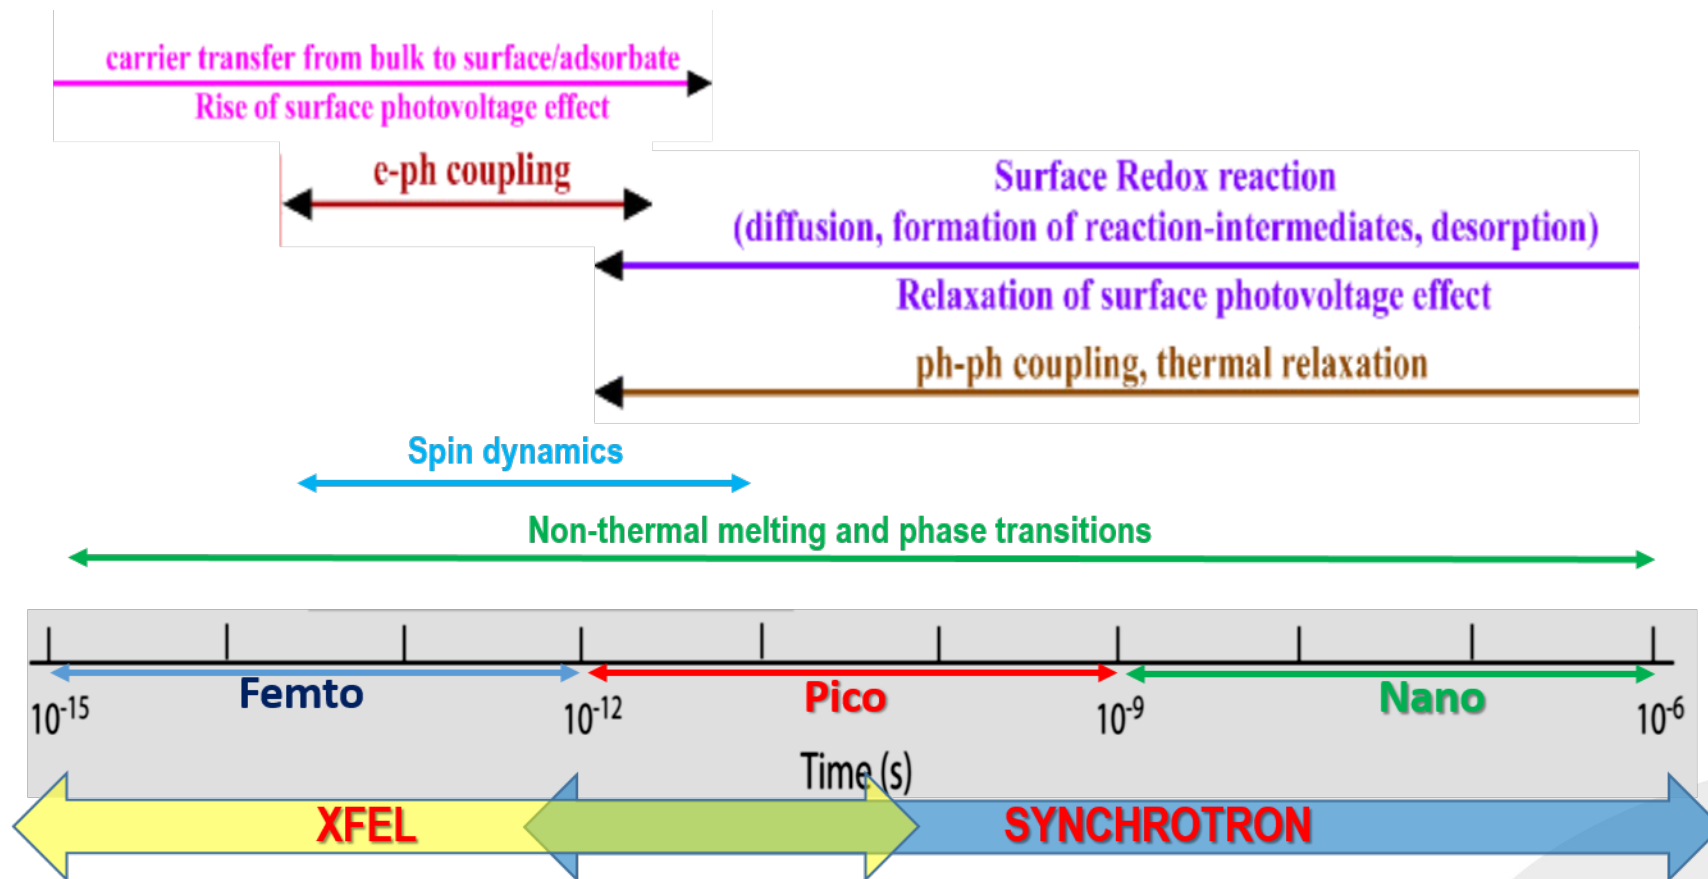 carrier transfer from bulk to surface/adsorbate
Rise of surface photovoltage effect
e-ph coupling
Surface Redox reaction
(diffusion, formation of reaction-intermediates, desorption)
Relaxation of surface photovoltage effect
ph-ph coupling, thermal relaxation
Spin dynamics
Non-thermal melting and phase transitions
Femto Pico Nano
10⁻¹⁵ 10⁻¹² 10⁻⁹ 10⁻⁶
Time (s)
XFEL SYNCHROTRON